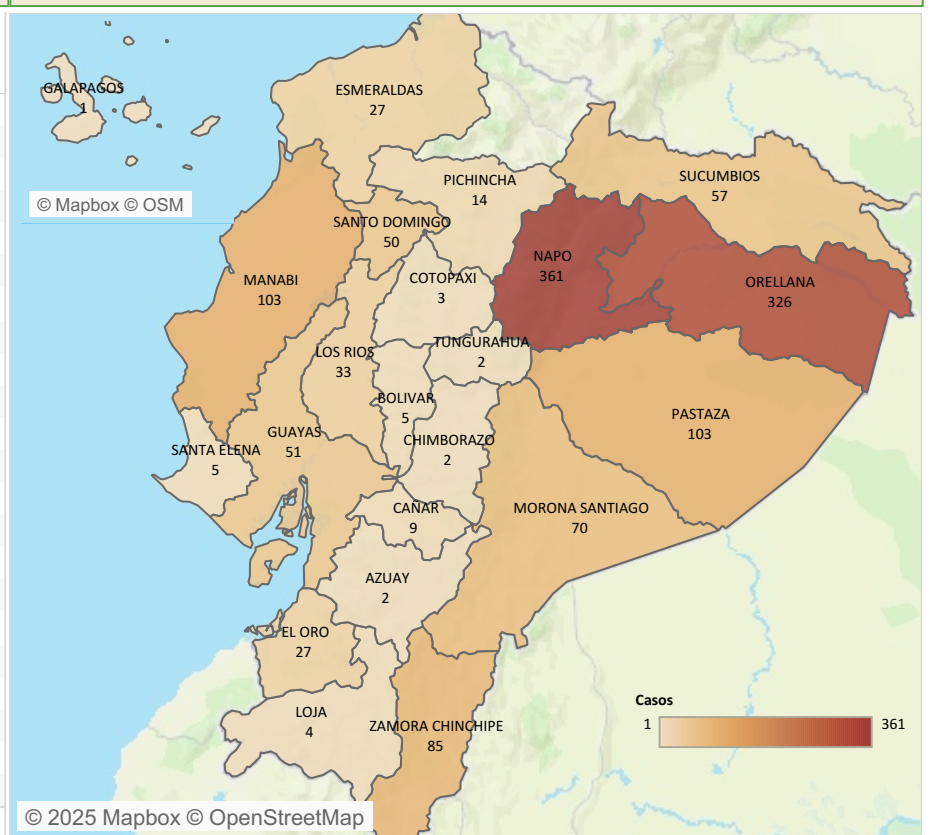 GALAPAGOS
1
ESMERALDAS
27
PICHINCHA
14
SUCUMBIOS
57
© Mapbox © OSM
SANTO DOMINGO
50
NAPO
361
COTOPAXI
3
MANABI
103
ORELLANA
326
TUNGURAHUA
2
LOS RIOS
33
BOLIVAR
5
PASTAZA
103
GUAYAS
51
CHIMBORAZO
2
SANTA ELENA
5
CAÑAR
9
MORONA SANTIAGO
70
AZUAY
2
EL ORO
27
LOJA
4
ZAMORA CHINCHIPE
85
Casos
1 361
© 2025 Mapbox © OpenStreetMap